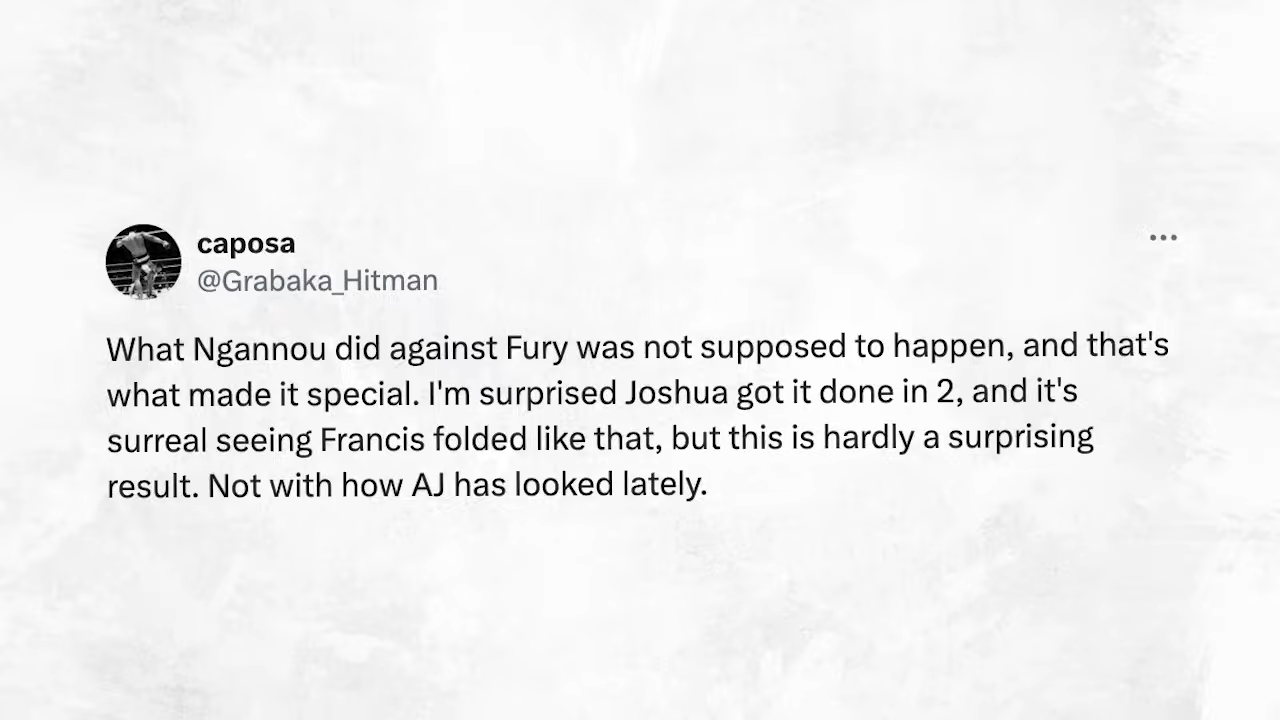 caposa
@Grabaka_Hitman
What Ngannou did against Fury was not supposed to happen, and that's
what made it special. I'm surprised Joshua got it done in 2, and it's
surreal seeing Francis folded like that, but this is hardly a surprising
result. Not with how AJ has looked lately.